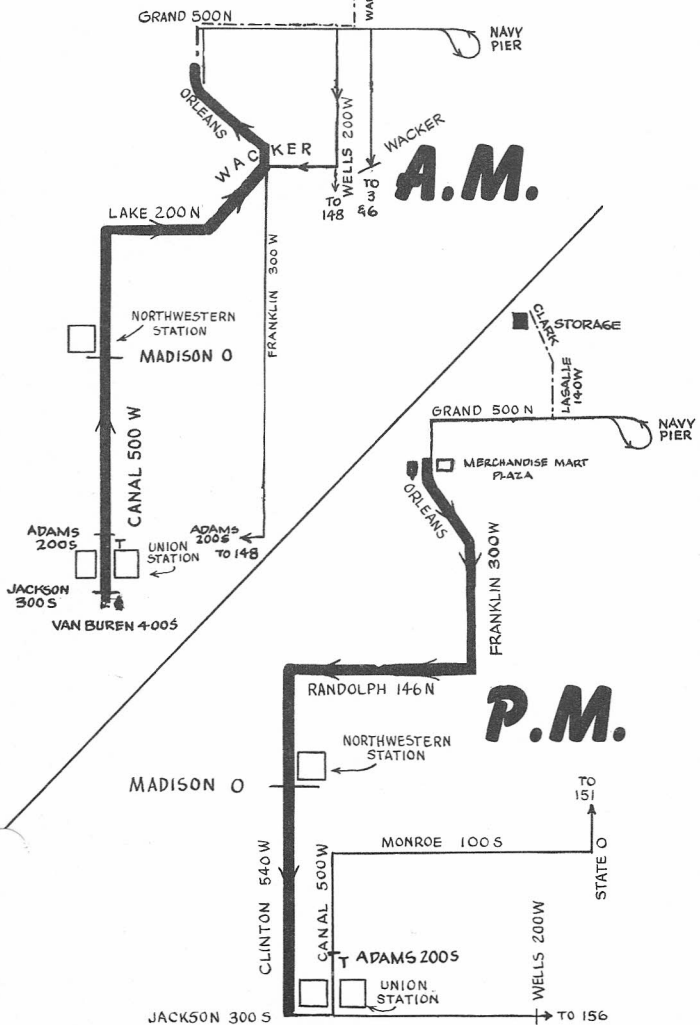 GRAND 500N
NAVY
PIER
ORLEANS
WACKER
WELLS 200W
WACKER
TO
148
TO
3
&6
A.M.
LAKE 200N
FRANKLIN 300W
NORTHWESTERN
STATION
MADISON 0
CANAL 500 W
ADAMS
200S
T
UNION
STATION
ADAMS
200S
TO 148
JACKSON
300S
VAN BUREN 400S
CLARK
STORAGE
LASALLE
140W
GRAND 500N
NAVY
PIER
MERCHANDISE MART
PLAZA
ORLEANS
FRANKLIN 300W
RANDOLPH 146N
P.M.
NORTHWESTERN
STATION
MADISON 0
TO
151
MONROE 100S
STATE 0
CLINTON 540W
CANAL 500W
T
ADAMS 200S
WELLS 200W
UNION
STATION
JACKSON 300S
TO 156